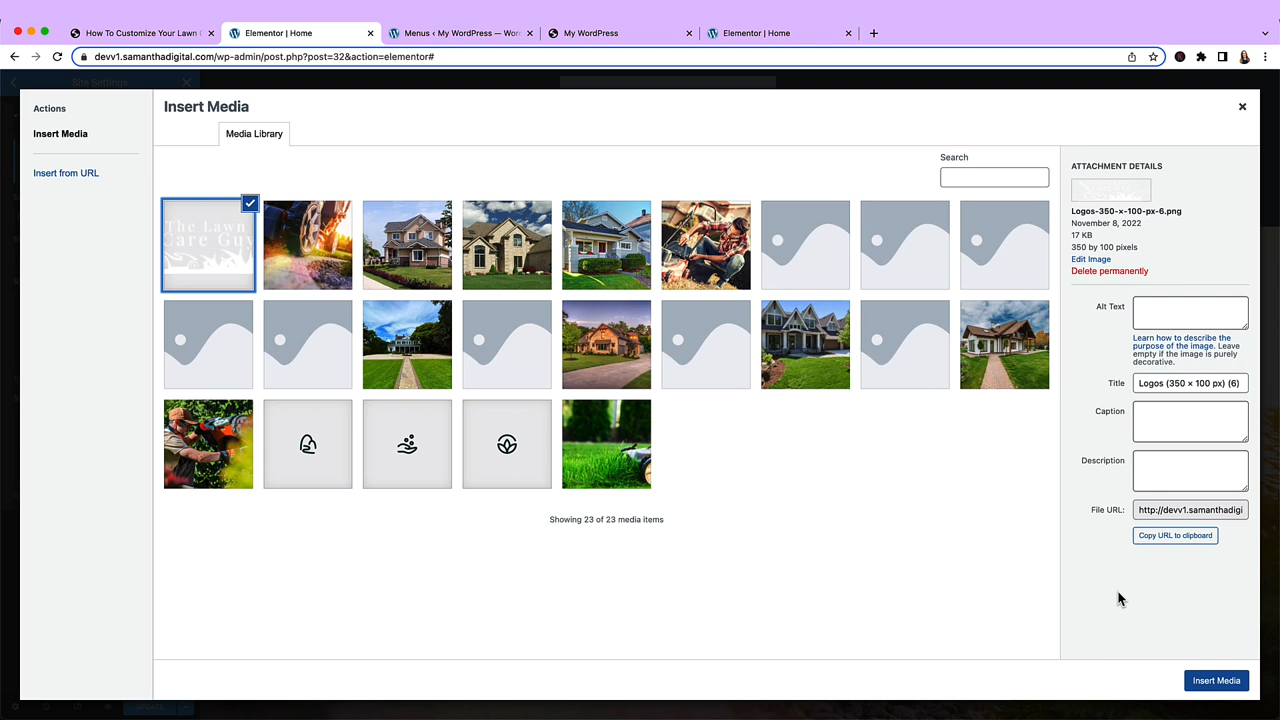 How To Customize Your Lawn
Elementor | Home
Menus ‹ My WordPress — Wor
My WordPress
Elementor | Home
devv1.samanthadigital.com/wp-admin/post.php?post=32&action=elementor#
Site Settings
Actions
Insert Media
Insert from URL
Insert Media
Media Library
Search
The Lawn
Care Guy
Showing 23 of 23 media items
ATTACHMENT DETAILS
Logos-350-×-100-px-6.png
November 8, 2022
17 KB
350 by 100 pixels
Edit Image
Delete permanently
Alt Text
Learn how to describe the
purpose of the image. Leave
empty if the image is purely
decorative.
Title
Logos (350 × 100 px) (6)
Caption
Description
File URL:
http://devv1.samanthadigi
Copy URL to clipboard
Insert Media
UPDATE